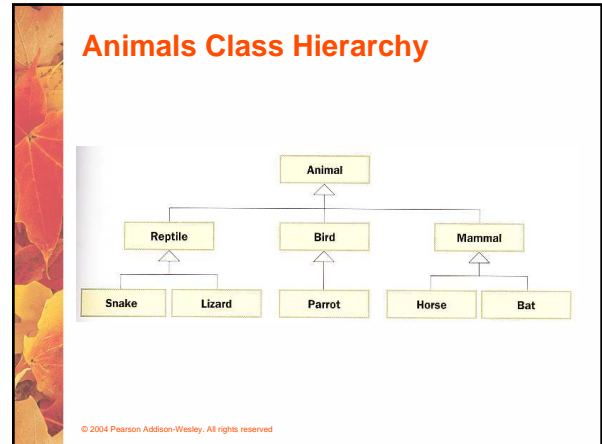 Animals Class Hierarchy
Animal
Reptile Bird Mammal
Snake Lizard Parrot Horse Bat
© 2004 Pearson Addison-Wesley. All rights reserved